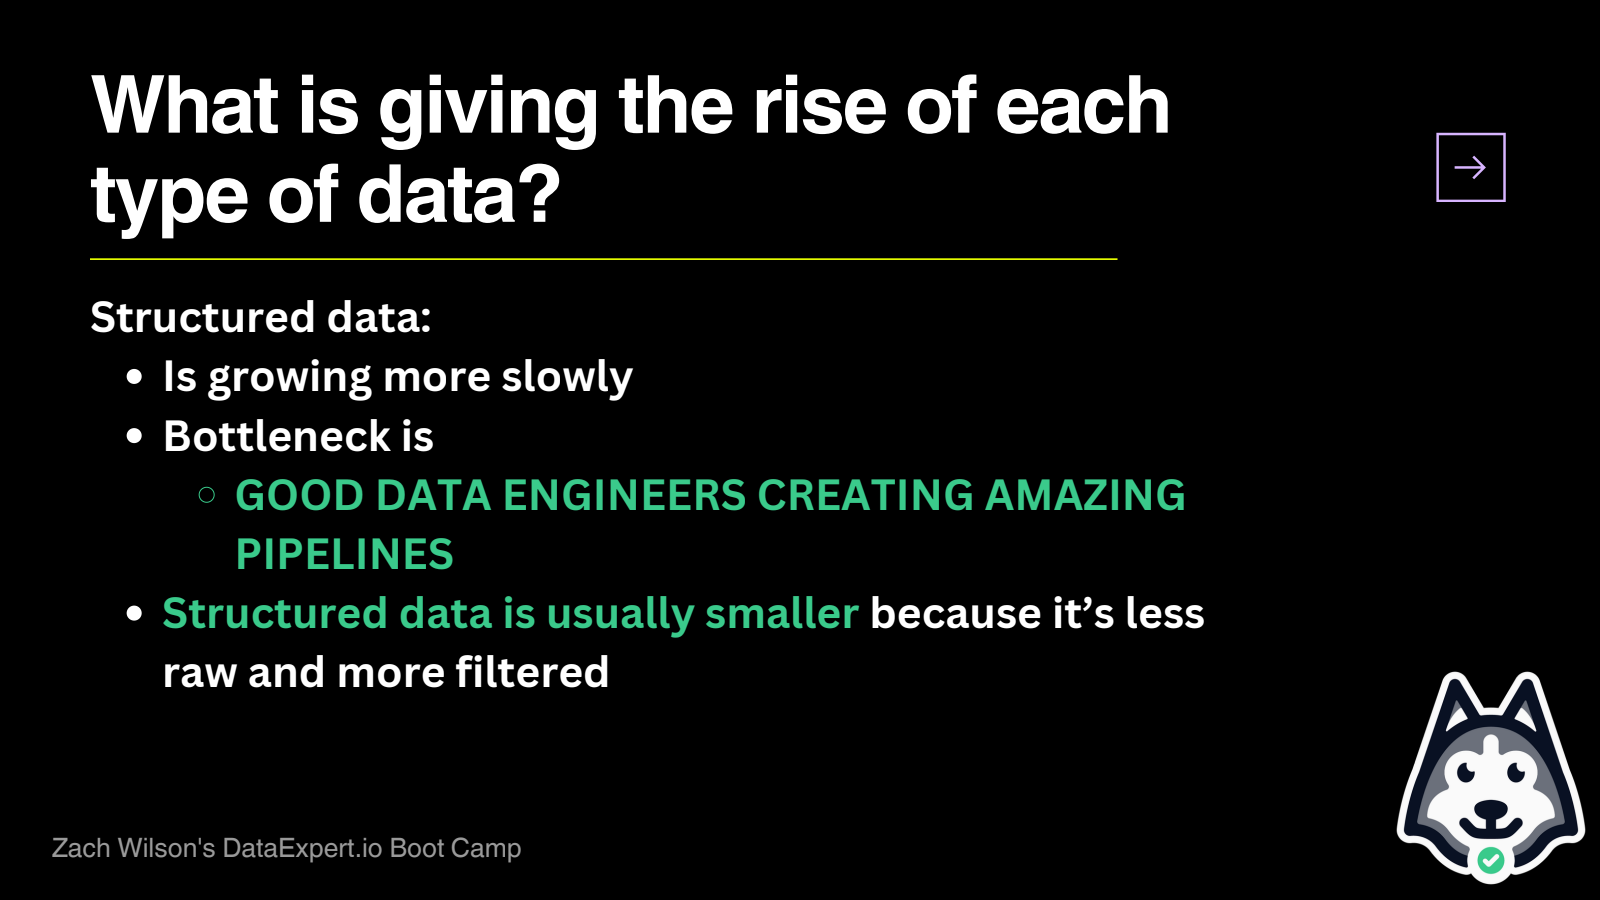 What is giving the rise of each
type of data?
Structured data:
Is growing more slowly
Bottleneck is
GOOD DATA ENGINEERS CREATING AMAZING
PIPELINES
Structured data is usually smaller because it’s less
raw and more filtered
Zach Wilson's DataExpert.io Boot Camp